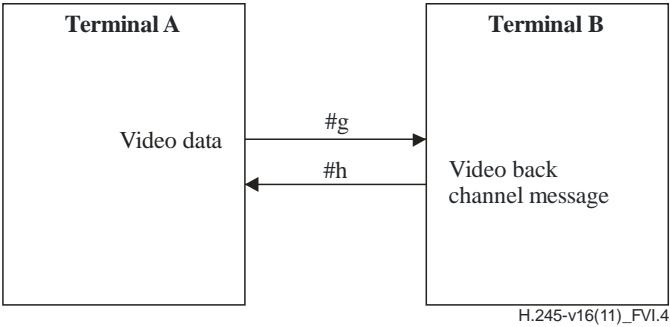 Terminal A
Terminal B
Video data
#g
#h
Video back
channel message
H.245-v16(11)_FVI.4